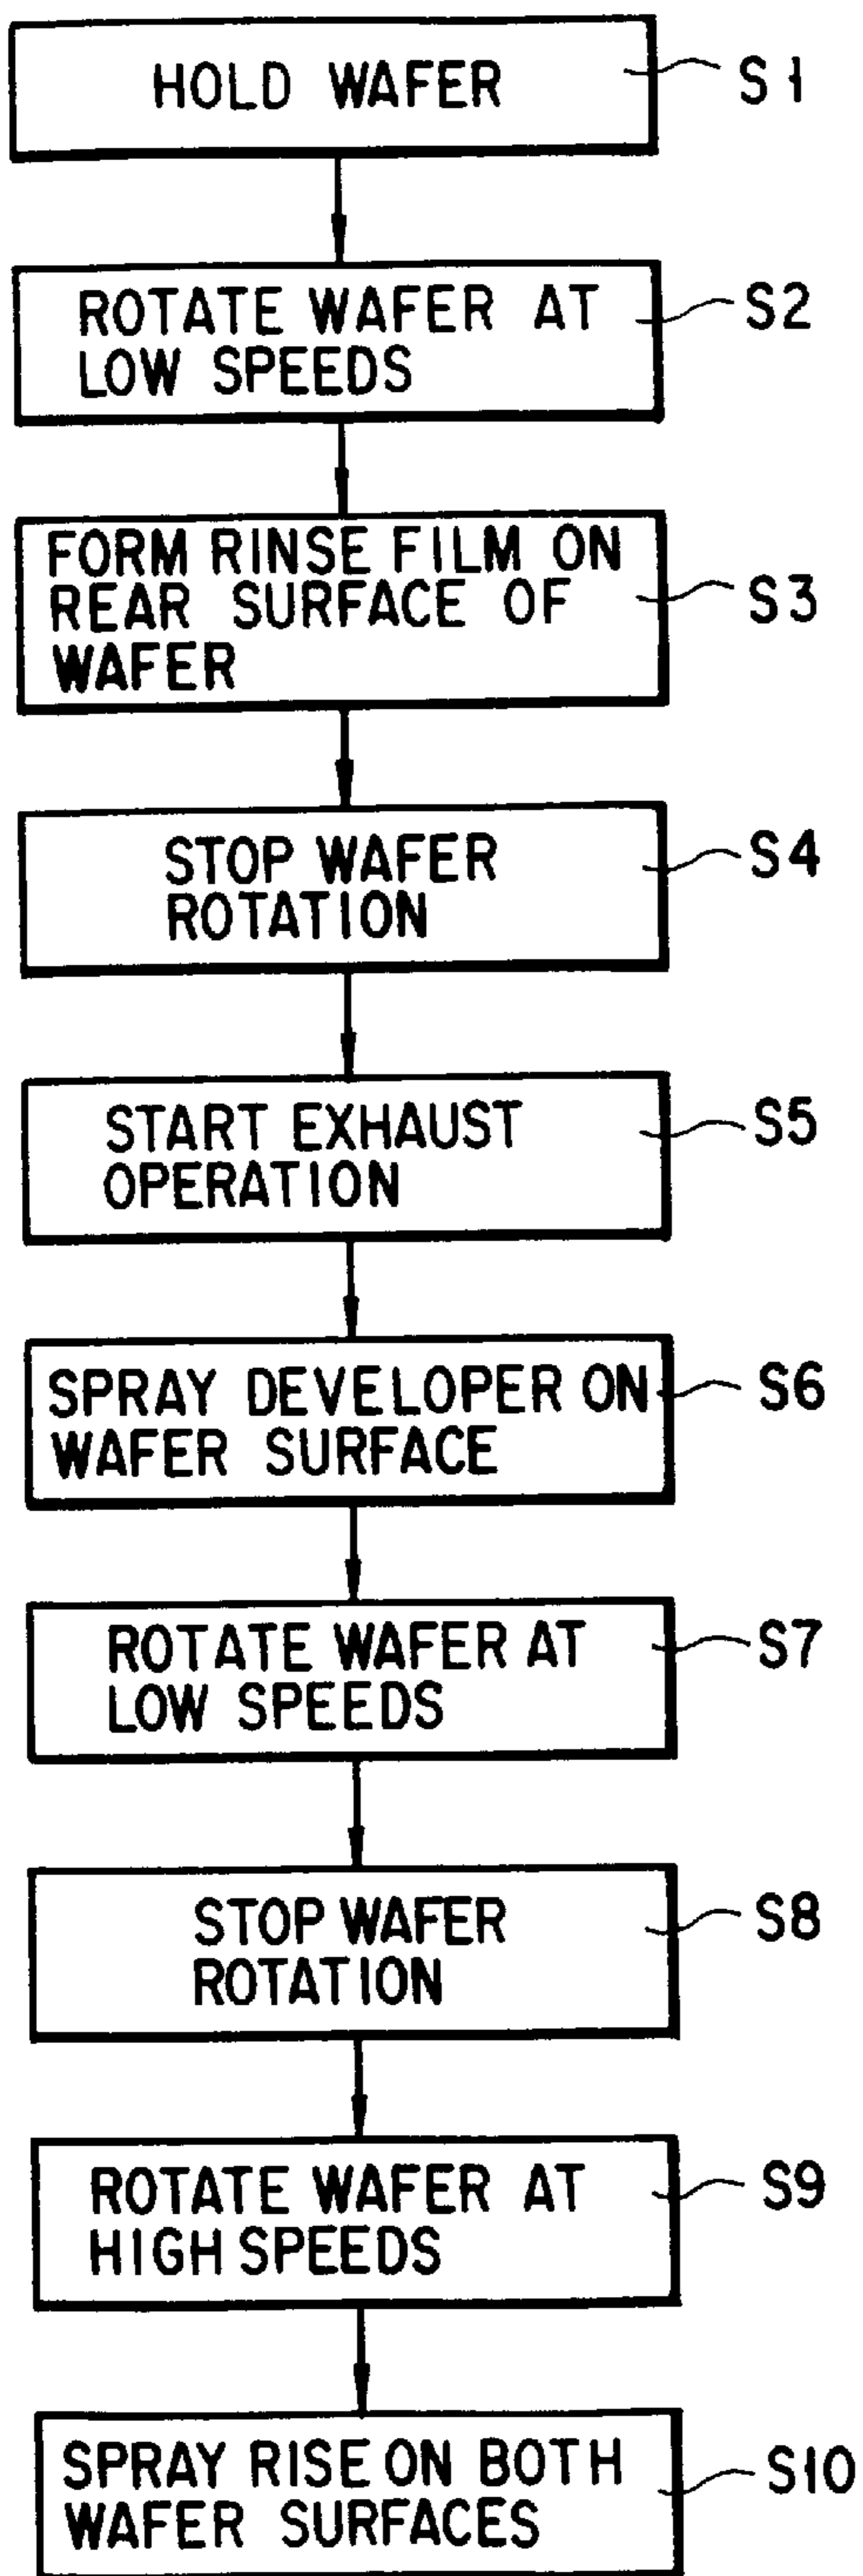 HOLD WAFER
S1
ROTATE WAFER AT
LOW SPEEDS
S2
FORM RINSE FILM ON
REAR SURFACE OF
WAFER
S3
STOP WAFER
ROTATION
S4
START EXHAUST
OPERATION
S5
SPRAY DEVELOPER ON
WAFER SURFACE
S6
ROTATE WAFER AT
LOW SPEEDS
S7
STOP WAFER
ROTATION
S8
ROTATE WAFER AT
HIGH SPEEDS
S9
SPRAY RISE ON BOTH
WAFER SURFACES
S10